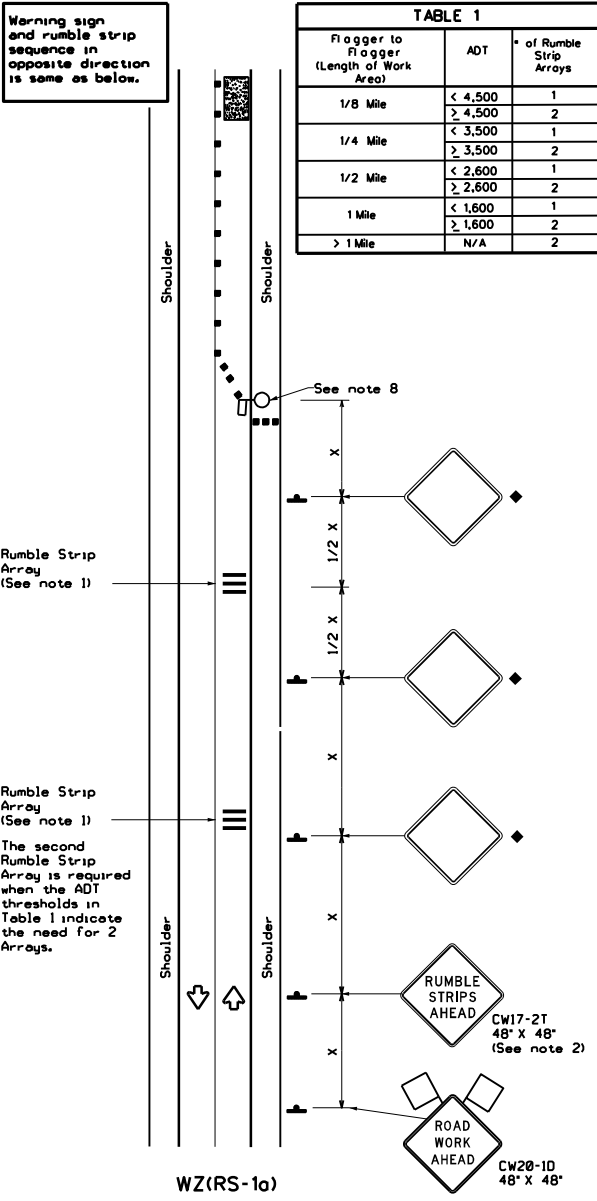 Warning sign
and rumble strip
sequence in
opposite direction
is same as below.
TABLE 1
Flagger to
Flagger
(Length of Work
Area)
ADT
" of Rumble
Strip
Arrays
1/8 Mile
< 4,500
1
≥ 4,500
2
1/4 Mile
< 3,500
1
≥ 3,500
2
1/2 Mile
< 2,600
1
≥ 2,600
2
1 Mile
< 1,600
1
≥ 1,600
2
> 1 Mile
N/A
2
Shoulder
Shoulder
See note 8
X
1/2 X
1/2 X
X
X
X
Rumble Strip
Array
(See note 1)
Rumble Strip
Array
(See note 1)
The second
Rumble Strip
Array is required
when the ADT
thresholds in
Table 1 indicate
the need for 2
Arrays.
Shoulder
Shoulder
RUMBLE
STRIPS
AHEAD
CW17-2T
48" X 48"
(See note 2)
ROAD
WORK
AHEAD
CW20-1D
48" X 48"
WZ(RS-1a)